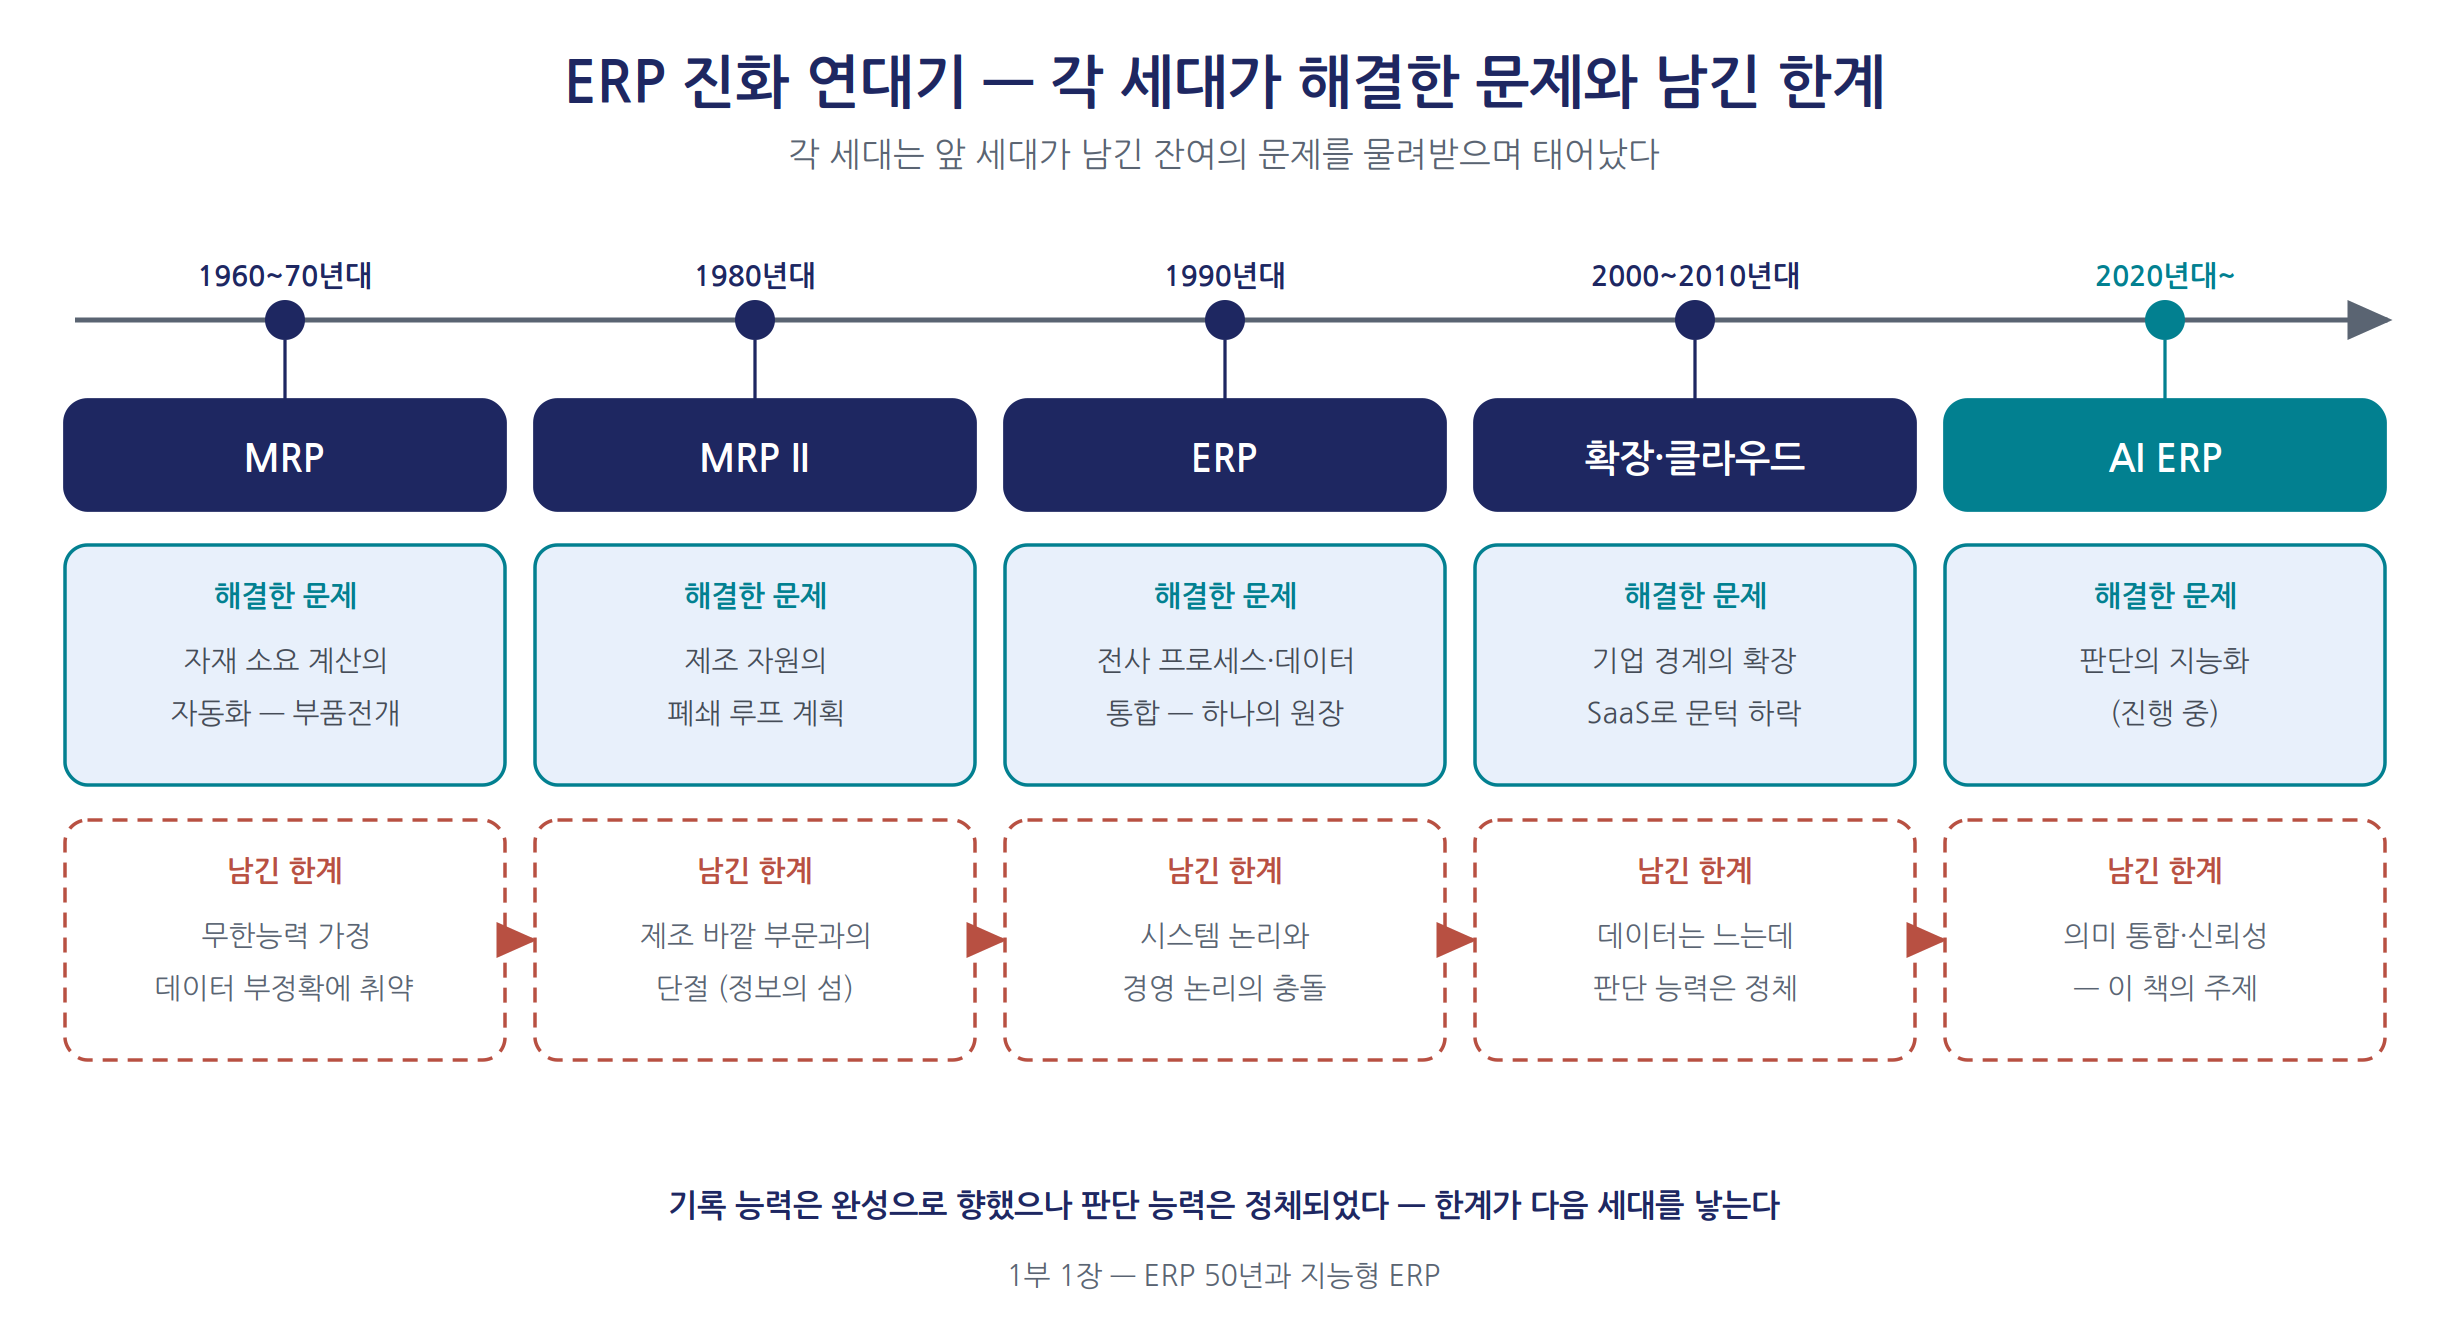 ERP 진화 연대기 — 각 세대가 해결한 문제와 남긴 한계
각 세대는 앞 세대가 남긴 잔여의 문제를 물려받으며 태어났다
1960~70년대
1980년대
1990년대
2000~2010년대
2020년대~
MRP
MRP II
ERP
확장·클라우드
AI ERP
해결한 문제
자재 소요 계산의
자동화 — 부품전개
해결한 문제
제조 자원의
폐쇄 루프 계획
해결한 문제
전사 프로세스·데이터
통합 — 하나의 원장
해결한 문제
기업 경계의 확장
SaaS로 문턱 하락
해결한 문제
판단의 지능화
(진행 중)
남긴 한계
무한능력 가정
데이터 부정확에 취약
남긴 한계
제조 바깥 부문과의
단절 (정보의 섬)
남긴 한계
시스템 논리와
경영 논리의 충돌
남긴 한계
데이터는 느는데
판단 능력은 정체
남긴 한계
의미 통합·신뢰성
— 이 책의 주제
기록 능력은 완성으로 향했으나 판단 능력은 정체되었다 — 한계가 다음 세대를 낳는다
1부 1장 — ERP 50년과 지능형 ERP